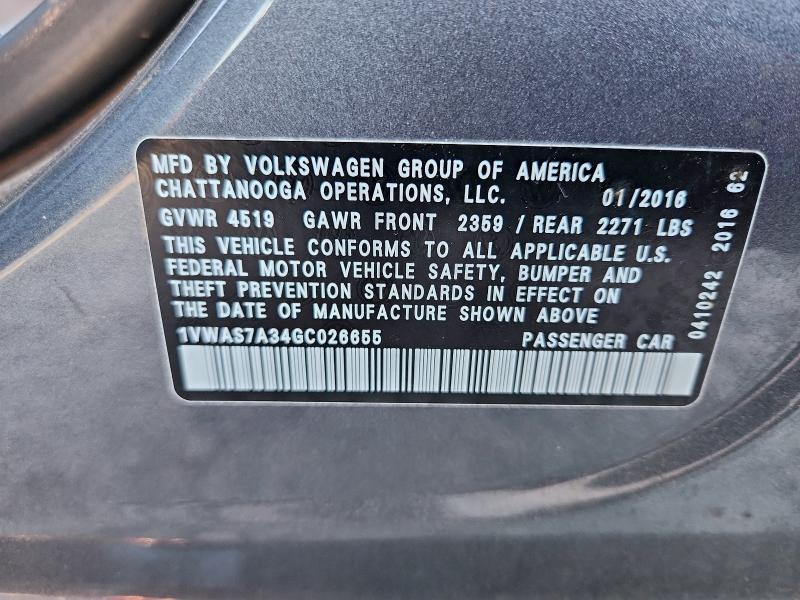 MFD BY VOLKSWAGEN GROUP OF AMERICA
CHATTANOOGA OPERATIONS, LLC. 01/2016
GVWR 4519 GAWR FRONT 2359 / REAR 2271 LBS
THIS VEHICLE CONFORMS TO ALL APPLICABLE U.S.
FEDERAL MOTOR VEHICLE SAFETY, BUMPER AND
THEFT PREVENTION STANDARDS IN EFFECT ON
THE DATE OF MANUFACTURE SHOWN ABOVE
1VWAS7A34GC026655 PASSENGER CAR
0410242 2016 62